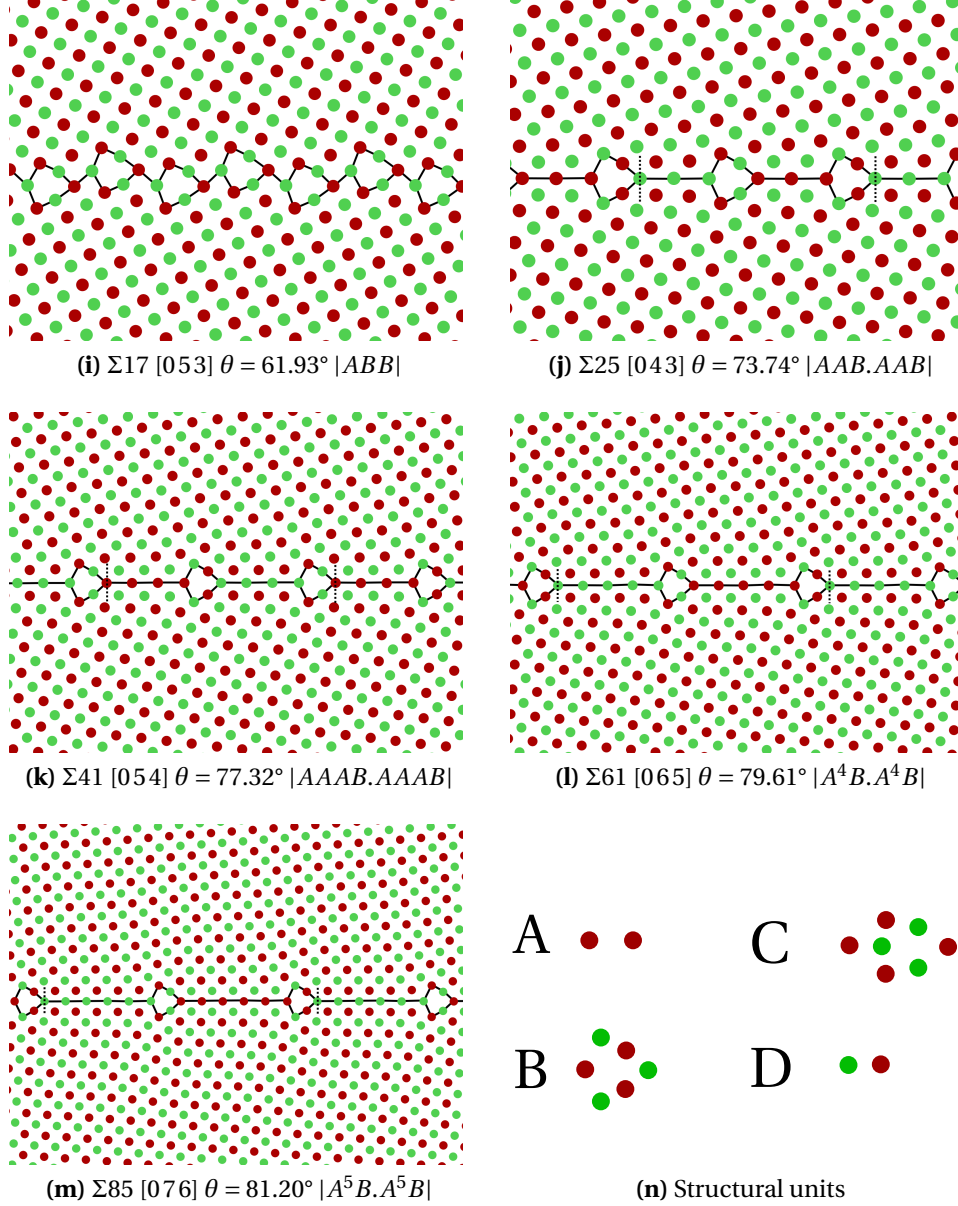 (i) Σ17 [0 5 3] θ = 61.93° |ABB|
(j) Σ25 [0 4 3] θ = 73.74° |AAB.AAB|
(k) Σ41 [0 5 4] θ = 77.32° |AAAB.AAAB|
(l) Σ61 [0 6 5] θ = 79.61° |A⁴B.A⁴B|
A
C
B
D
(m) Σ85 [0 7 6] θ = 81.20° |A⁵B.A⁵B|
(n) Structural units